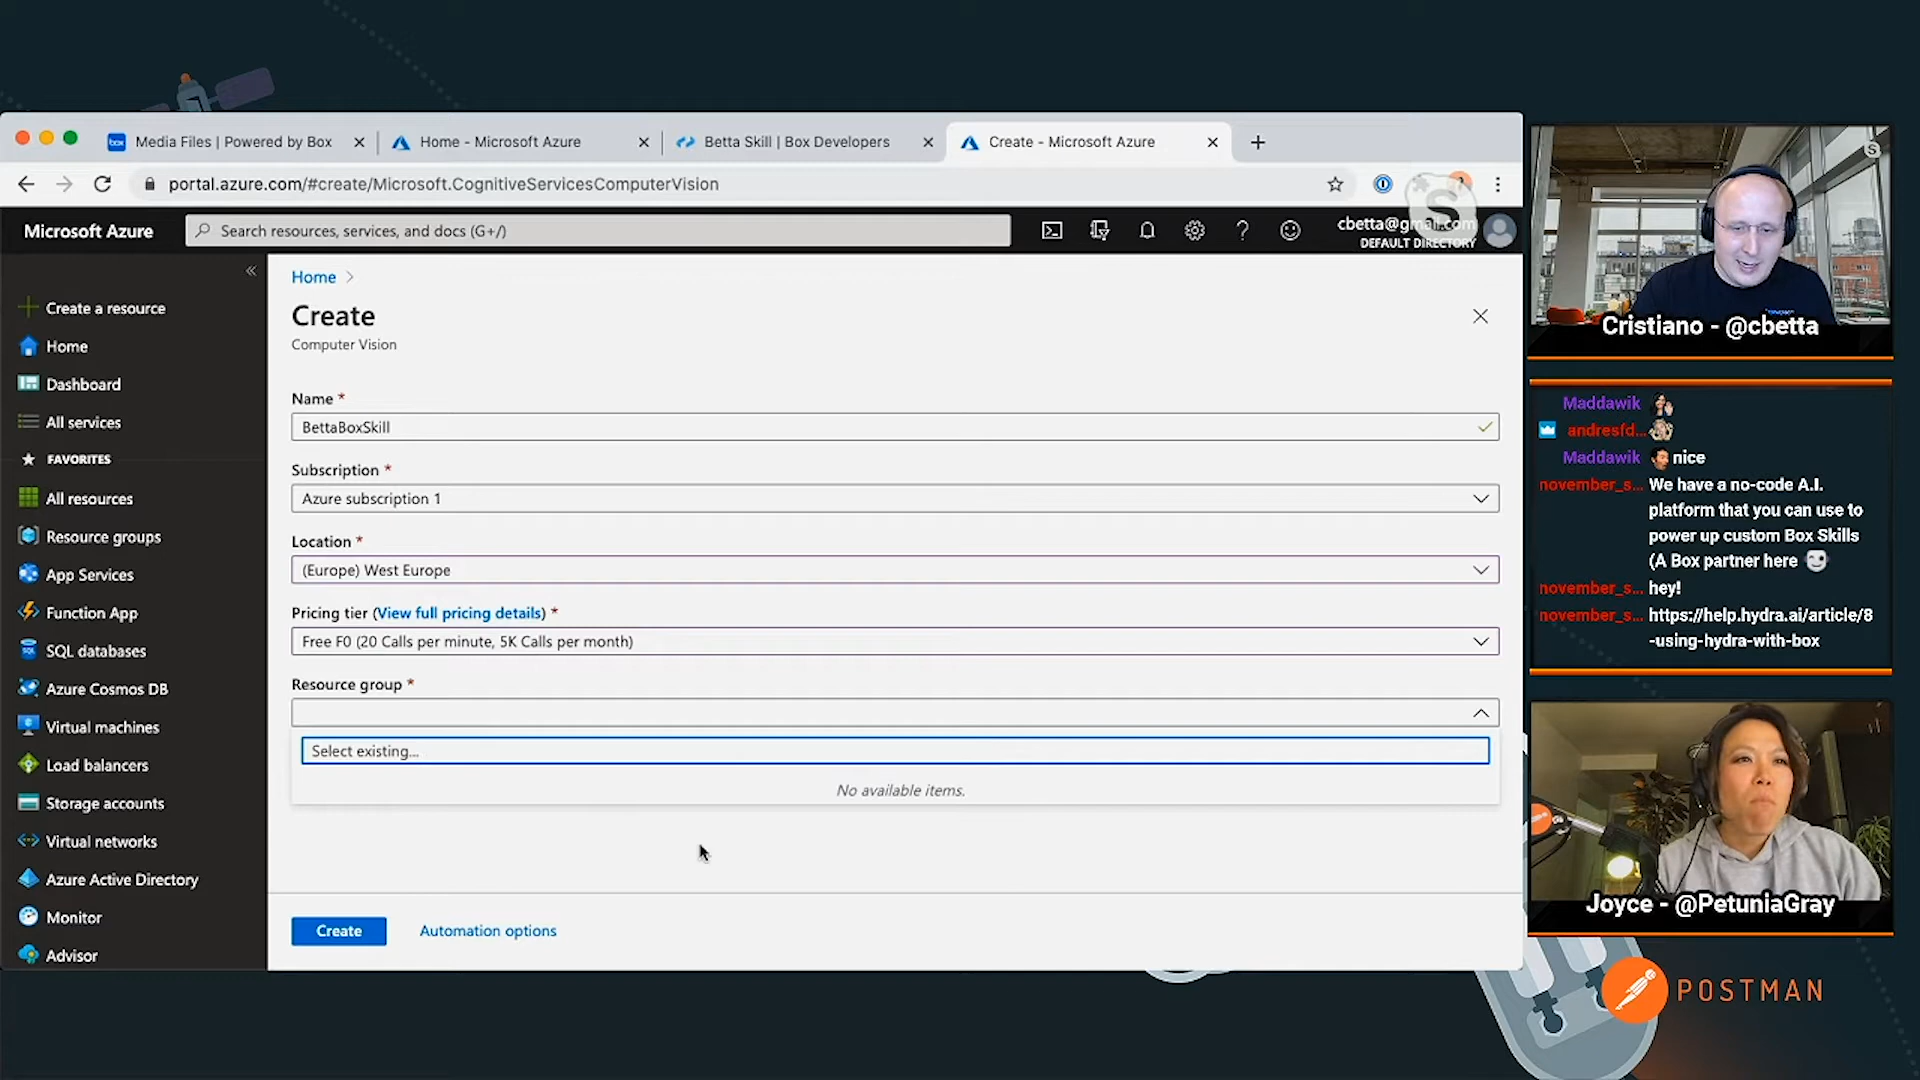 Media Files | Powered by Box
Home - Microsoft Azure
Betta Skill | Box Developers
Create - Microsoft Azure
portal.azure.com/#create/Microsoft.CognitiveServicesComputerVision
Microsoft Azure
Search resources, services, and docs (G+/)
cbetta@gmail.com
DEFAULT DIRECTORY
Create a resource
Home
Dashboard
All services
FAVORITES
All resources
Resource groups
App Services
Function App
SQL databases
Azure Cosmos DB
Virtual machines
Load balancers
Storage accounts
Virtual networks
Azure Active Directory
Monitor
Advisor
Home >
Create
Computer Vision
Name *
BettaBoxSkill
Subscription *
Azure subscription 1
Location *
(Europe) West Europe
Pricing tier (View full pricing details) *
Free F0 (20 Calls per minute, 5K Calls per month)
Resource group *
Select existing...
No available items.
Create
Automation options
Cristiano - @cbetta
Maddawik
andresfd...
Maddawik nice
november_s... We have a no-code A.I.
platform that you can use to
power up custom Box Skills
(A Box partner here
november_s... hey!
november_s... https://help.hydra.ai/article/8
-using-hydra-with-box
Joyce - @PetuniaGray
POSTMAN